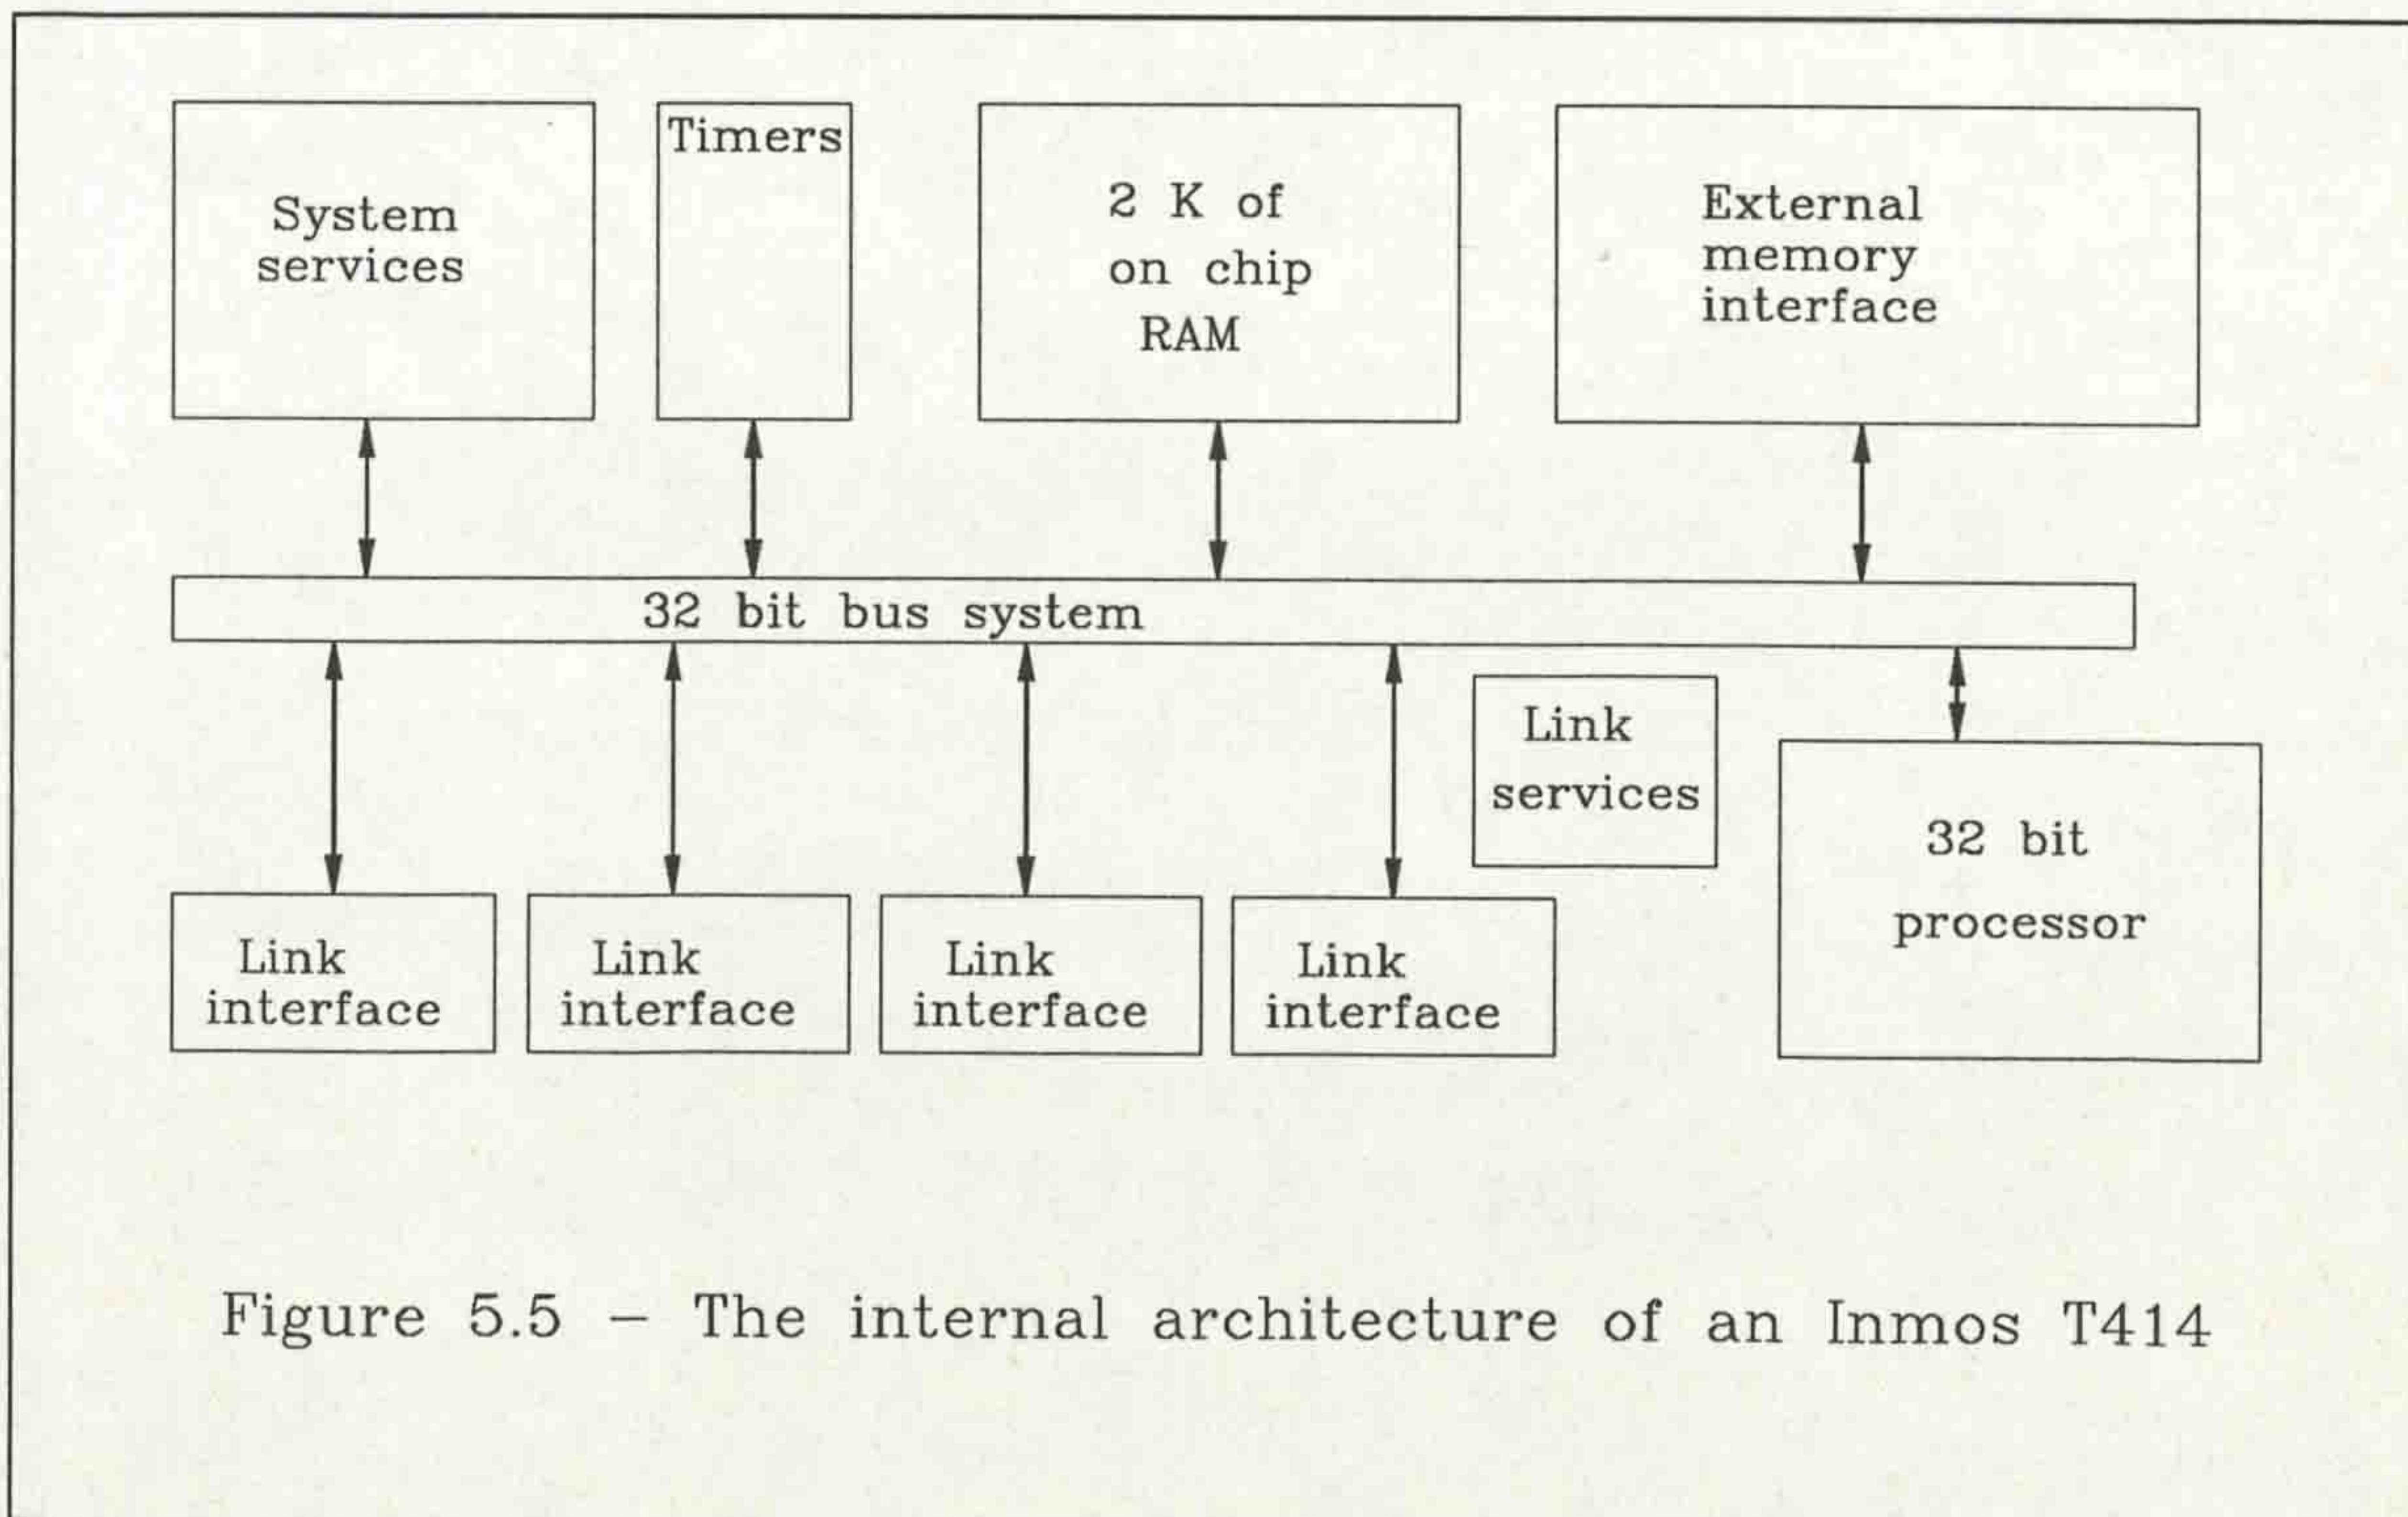 System
services
Timers
2 K of
on chip
RAM
External
memory
interface
32 bit bus system
Link
services
32 bit
processor
Link
interface
Link
interface
Link
interface
Link
interface
Figure 5.5 – The internal architecture of an Inmos T414